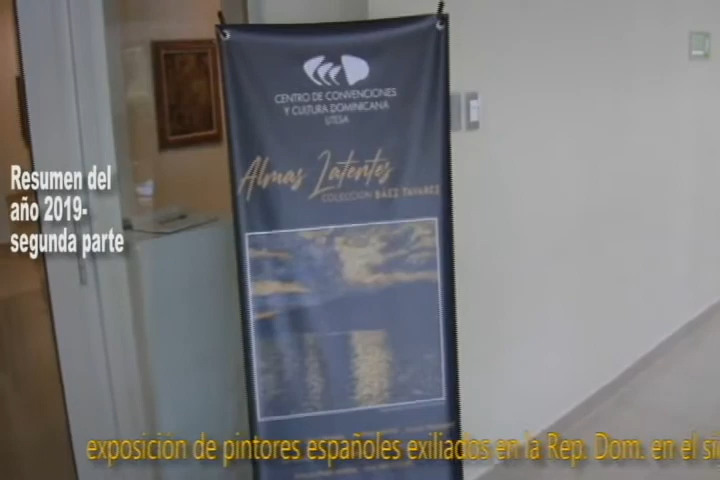 CENTRO DE CONVENCIONES
Y CULTURA DOMINICANA
UTESA
Almas Latentes
COLECCIÓN BÁEZ TAVAREZ
Resumen del
año 2019-
segunda parte
exposición de pintores españoles exiliados en la Rep. Dom. en el si